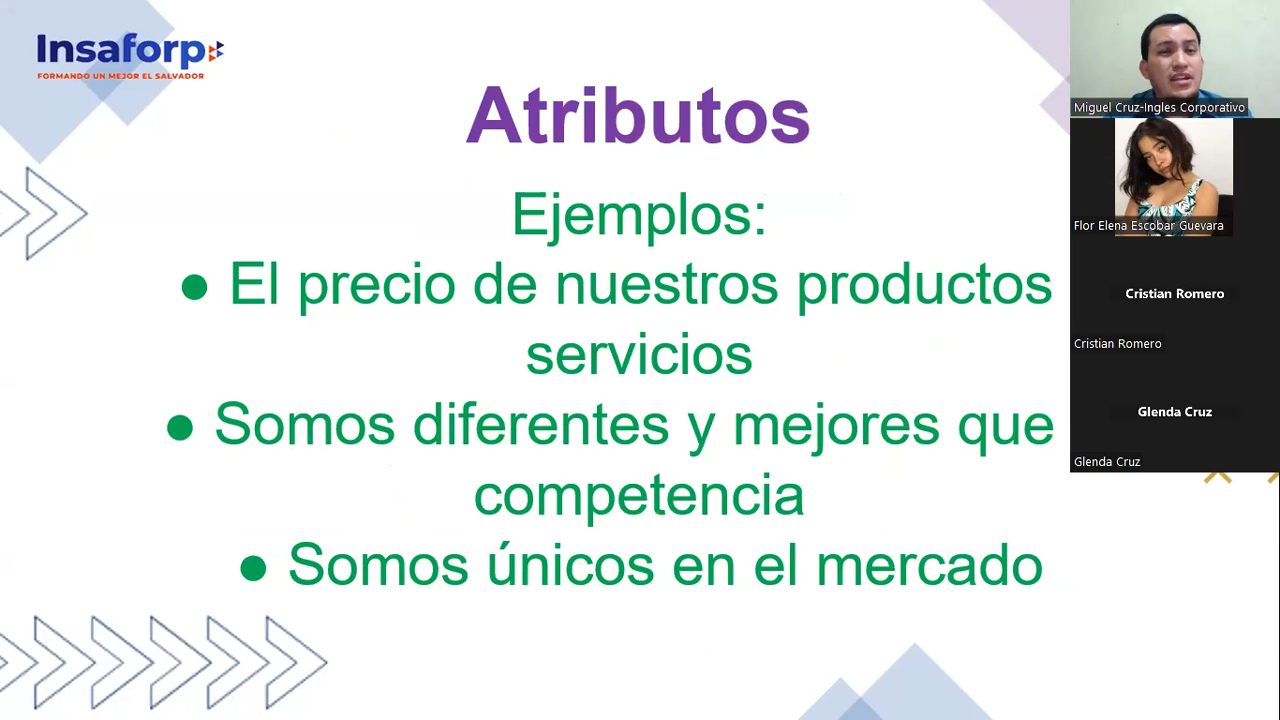 Insaforp
FORMANDO UN MEJOR EL SALVADOR
Atributos
Ejemplos:
● El precio de nuestros productos
servicios
● Somos diferentes y mejores que
competencia
● Somos únicos en el mercado
Miguel Cruz-Ingles Corporativo
Flor Elena Escobar Guevara
Cristian Romero
Cristian Romero
Glenda Cruz
Glenda Cruz